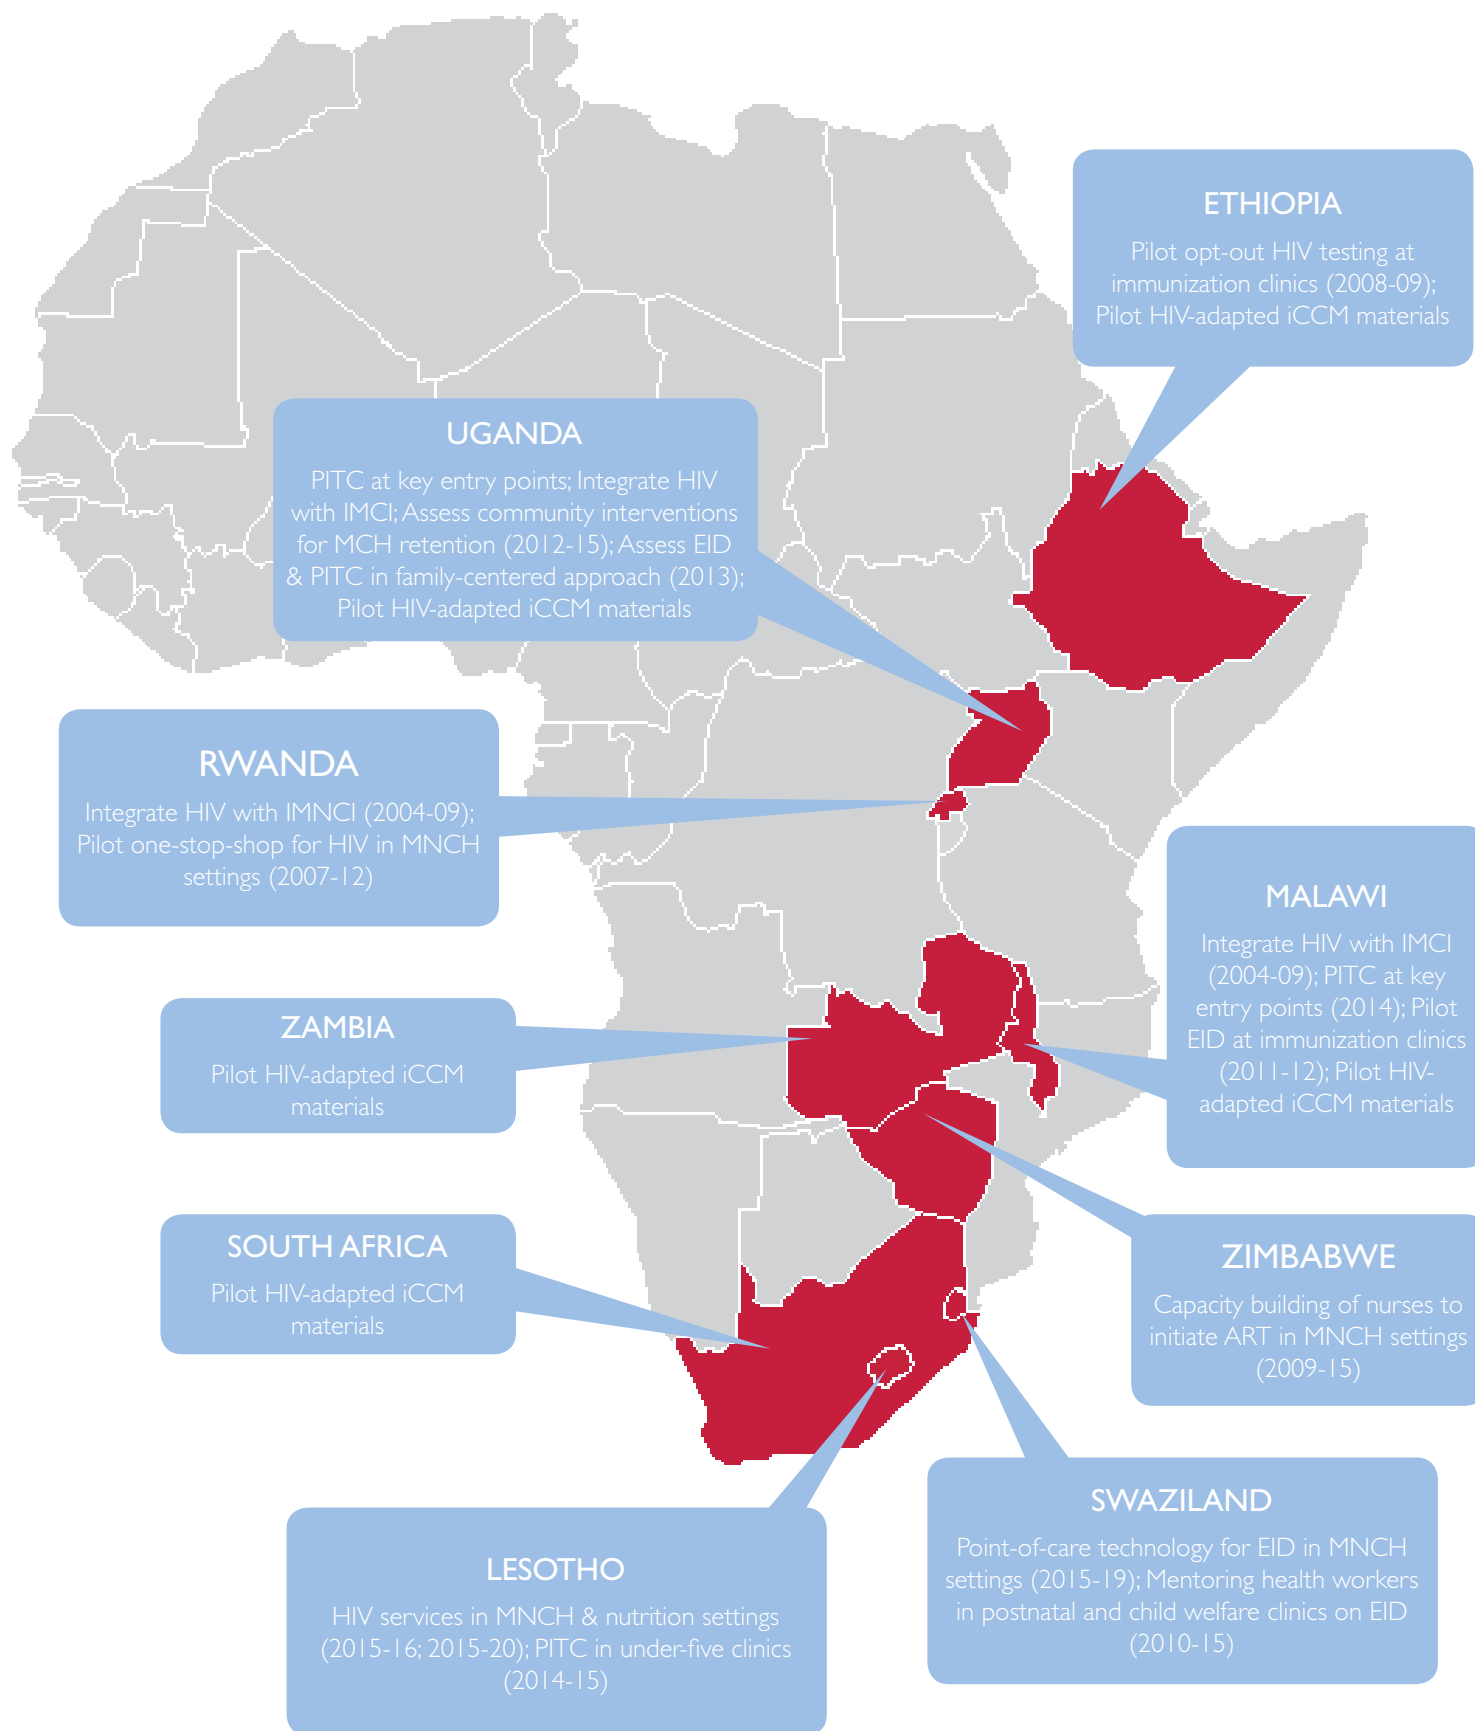 ETHIOPIA
Pilot opt-out HIV testing at
immunization clinics (2008-09);
Pilot HIV-adapted iCCM materials
UGANDA
PITC at key entry points; Integrate HIV
with IMCI; Assess community interventions
for MCH retention (2012-15); Assess EID
& PITC in family-centered approach (2013);
Pilot HIV-adapted iCCM materials
RWANDA
Integrate HIV with IMNCI (2004-09);
Pilot one-stop-shop for HIV in MNCH
settings (2007-12)
MALAWI
Integrate HIV with IMCI
(2004-09); PITC at key
entry points (2014); Pilot
EID at immunization clinics
(2011-12); Pilot HIV-
adapted iCCM materials
ZAMBIA
Pilot HIV-adapted iCCM
materials
SOUTH AFRICA
Pilot HIV-adapted iCCM
materials
ZIMBABWE
Capacity building of nurses to
initiate ART in MNCH settings
(2009-15)
SWAZILAND
Point-of-care technology for EID in MNCH
settings (2015-19); Mentoring health workers
in postnatal and child welfare clinics on EID
(2010-15)
LESOTHO
HIV services in MNCH & nutrition settings
(2015-16; 2015-20); PITC in under-five clinics
(2014-15)